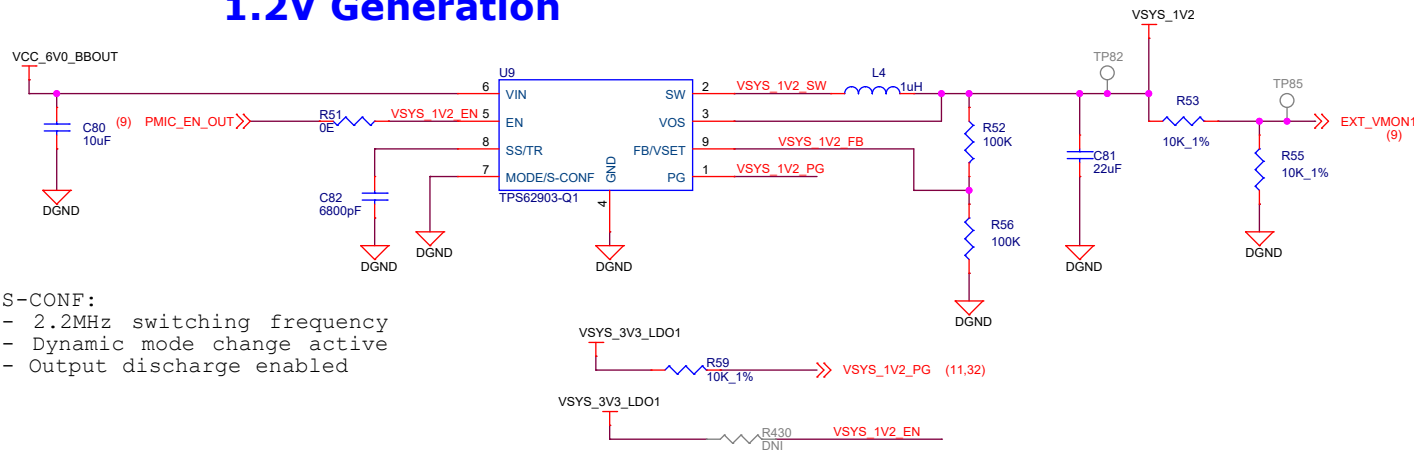 1.2V Generation
VSYS_1V2
VCC_6V0_BBOUT
TP82
U9
L4
TP85
6 VIN SW 2 VSYS_1V2_SW 1uH
C80
10uF
(9) PMIC_EN_OUT
R51
0E
VSYS_1V2_EN 5 EN VOS 3
R53
10K_1%
EXT_VMON1
(9)
R52
100K
8 SS/TR FB/VSET 9 VSYS_1V2_FB
C81
22uF
R55
10K_1%
7 MODE/S-CONF GND PG 1 VSYS_1V2_PG
TPS62903-Q1
4
C82
6800pF
DGND
R56
100K
DGND
DGND
DGND
DGND
DGND
DGND
S-CONF:
- 2.2MHz switching frequency
- Dynamic mode change active
- Output discharge enabled
DGND
VSYS_3V3_LDO1
R59
10K_1%
VSYS_1V2_PG (11,32)
VSYS_3V3_LDO1
R430
DNI
VSYS_1V2_EN